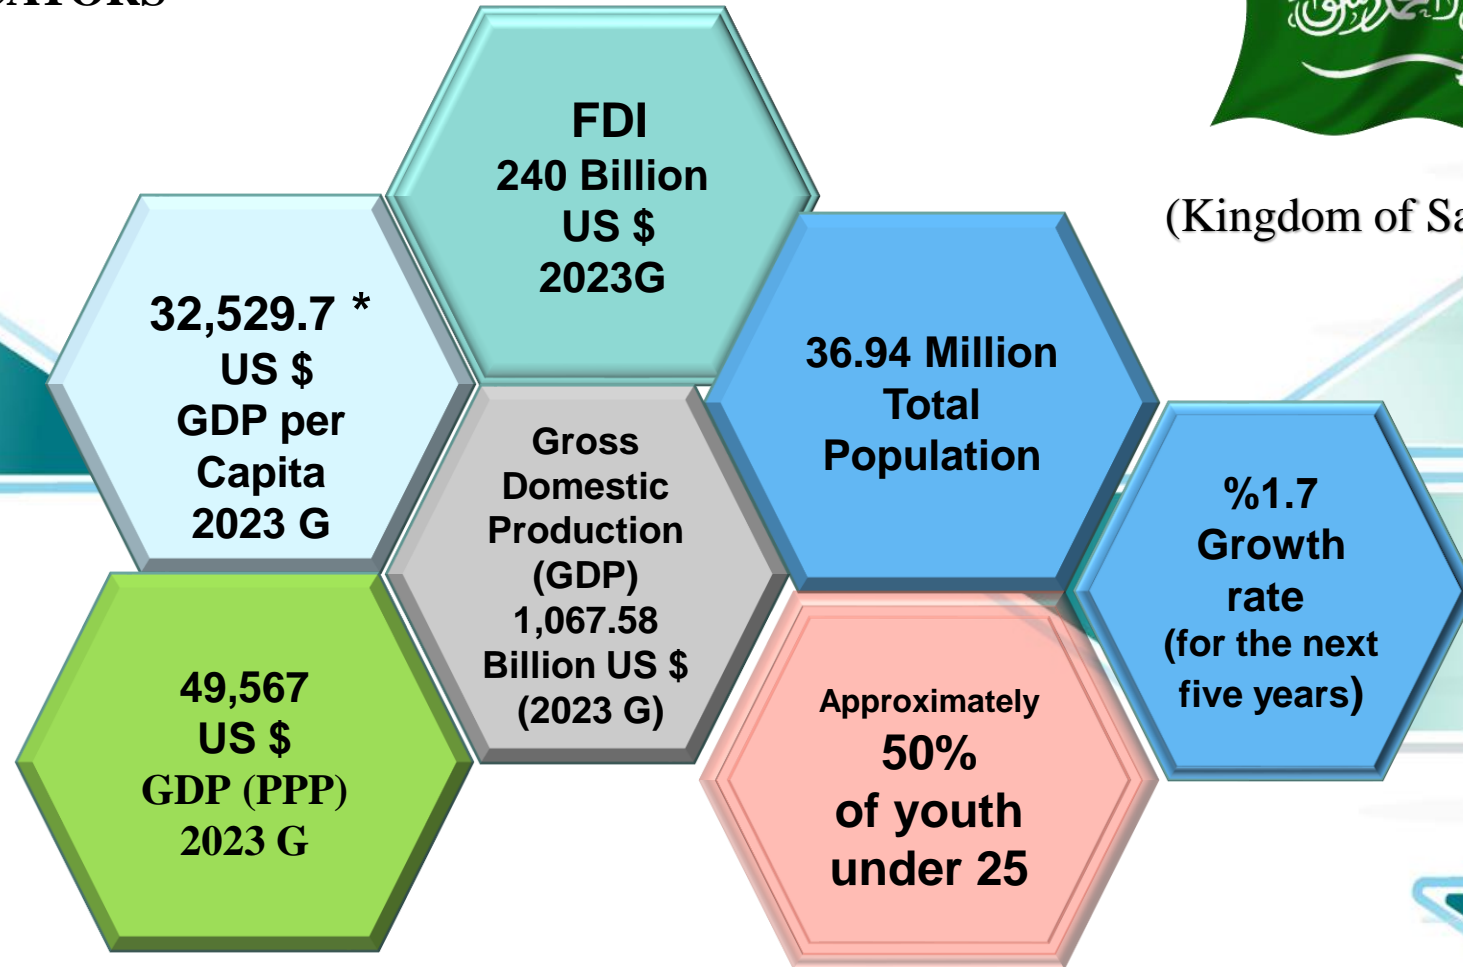 FDI
240 Billion
US $
2023G
32,529.7 *
US $
GDP per
Capita
2023 G
36.94 Million
Total
Population
Gross
Domestic
Production
(GDP)
1,067.58
Billion US $
(2023 G)
%1.7
Growth
rate
(for the next
five years)
49,567
US $
GDP (PPP)
2023 G
Approximately
50%
of youth
under 25
(Kingdom of Sa